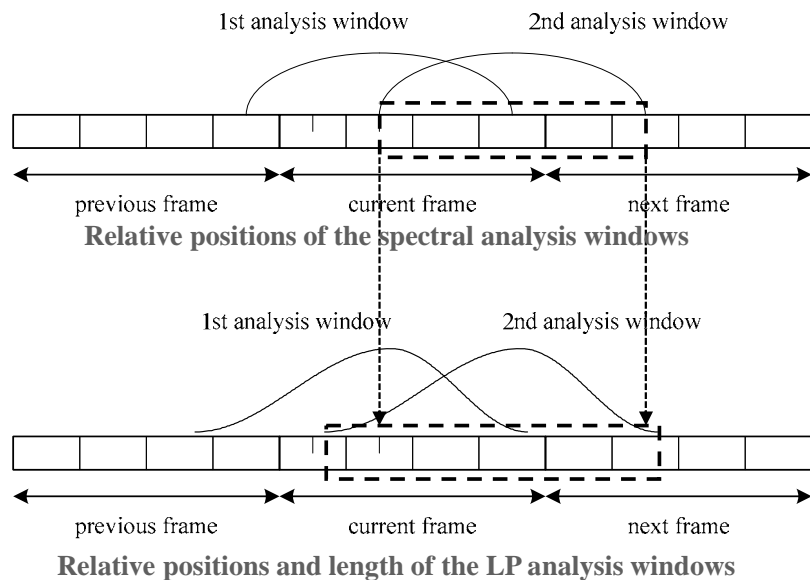 1st analysis window 2nd analysis window
previous frame current frame next frame
Relative positions of the spectral analysis windows
1st analysis window 2nd analysis window
previous frame current frame next frame
Relative positions and length of the LP analysis windows